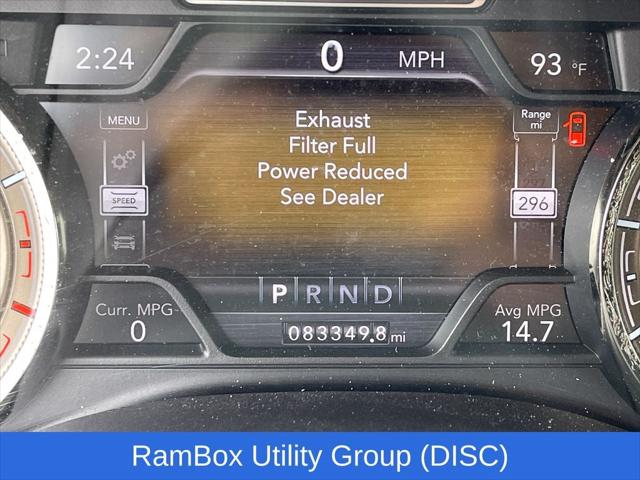 2:24
0 MPH
93 °F
MENU
Exhaust
Filter Full
Power Reduced
See Dealer
Range
mi
SPEED
296
PRND
Curr. MPG
0
083349.8 mi
Avg MPG
14.7
RamBox Utility Group (DISC)